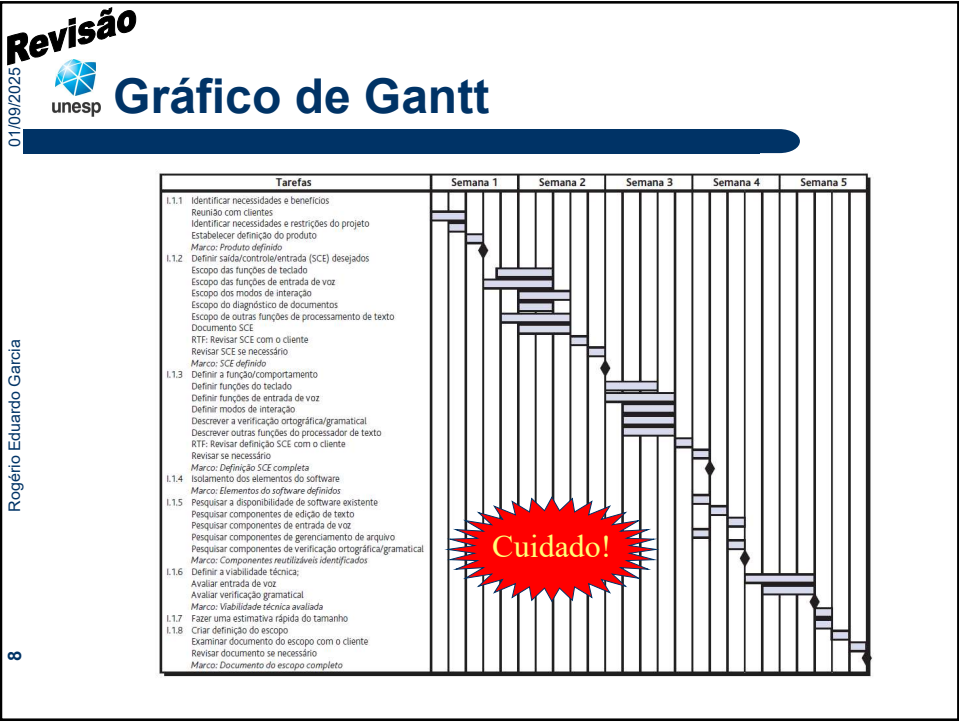 Revisão
01/09/2025
unesp
Gráfico de Gantt
Tarefas Semana 1 Semana 2 Semana 3 Semana 4 Semana 5
I.1.1 Identificar necessidades e benefícios
Reunião com clientes
Identificar necessidades e restrições do projeto
Estabelecer definição do produto
Marco: Produto definido
I.1.2 Definir saída/controle/entrada (SCE) desejados
Escopo das funções de teclado
Escopo das funções de entrada de voz
Escopo dos modos de interação
Escopo do diagnóstico de documentos
Escopo de outras funções de processamento de texto
Documento SCE
RTF: Revisar SCE com o cliente
Revisar SCE se necessário
Marco: SCE definido
I.1.3 Definir a função/comportamento
Definir funções do teclado
Definir funções de entrada de voz
Definir modos de interação
Descrever a verificação ortográfica/gramatical
Descrever outras funções do processador de texto
RTF: Revisar definição SCE com o cliente
Revisar se necessário
Marco: Definição SCE completa
I.1.4 Isolamento dos elementos do software
Marco: Elementos do software definidos
I.1.5 Pesquisar a disponibilidade de software existente
Pesquisar componentes de edição de texto
Pesquisar componentes de entrada de voz
Pesquisar componentes de gerenciamento de arquivo
Pesquisar componentes de verificação ortográfica/gramatical
Marco: Componentes reutilizáveis identificados
I.1.6 Definir a viabilidade técnica;
Avaliar entrada de voz
Avaliar verificação gramatical
Marco: Viabilidade técnica avaliada
I.1.7 Fazer uma estimativa rápida do tamanho
I.1.8 Criar definição do escopo
Examinar documento do escopo com o cliente
Revisar documento se necessário
Marco: Documento do escopo completo
Cuidado!
Rogério Eduardo Garcia
8